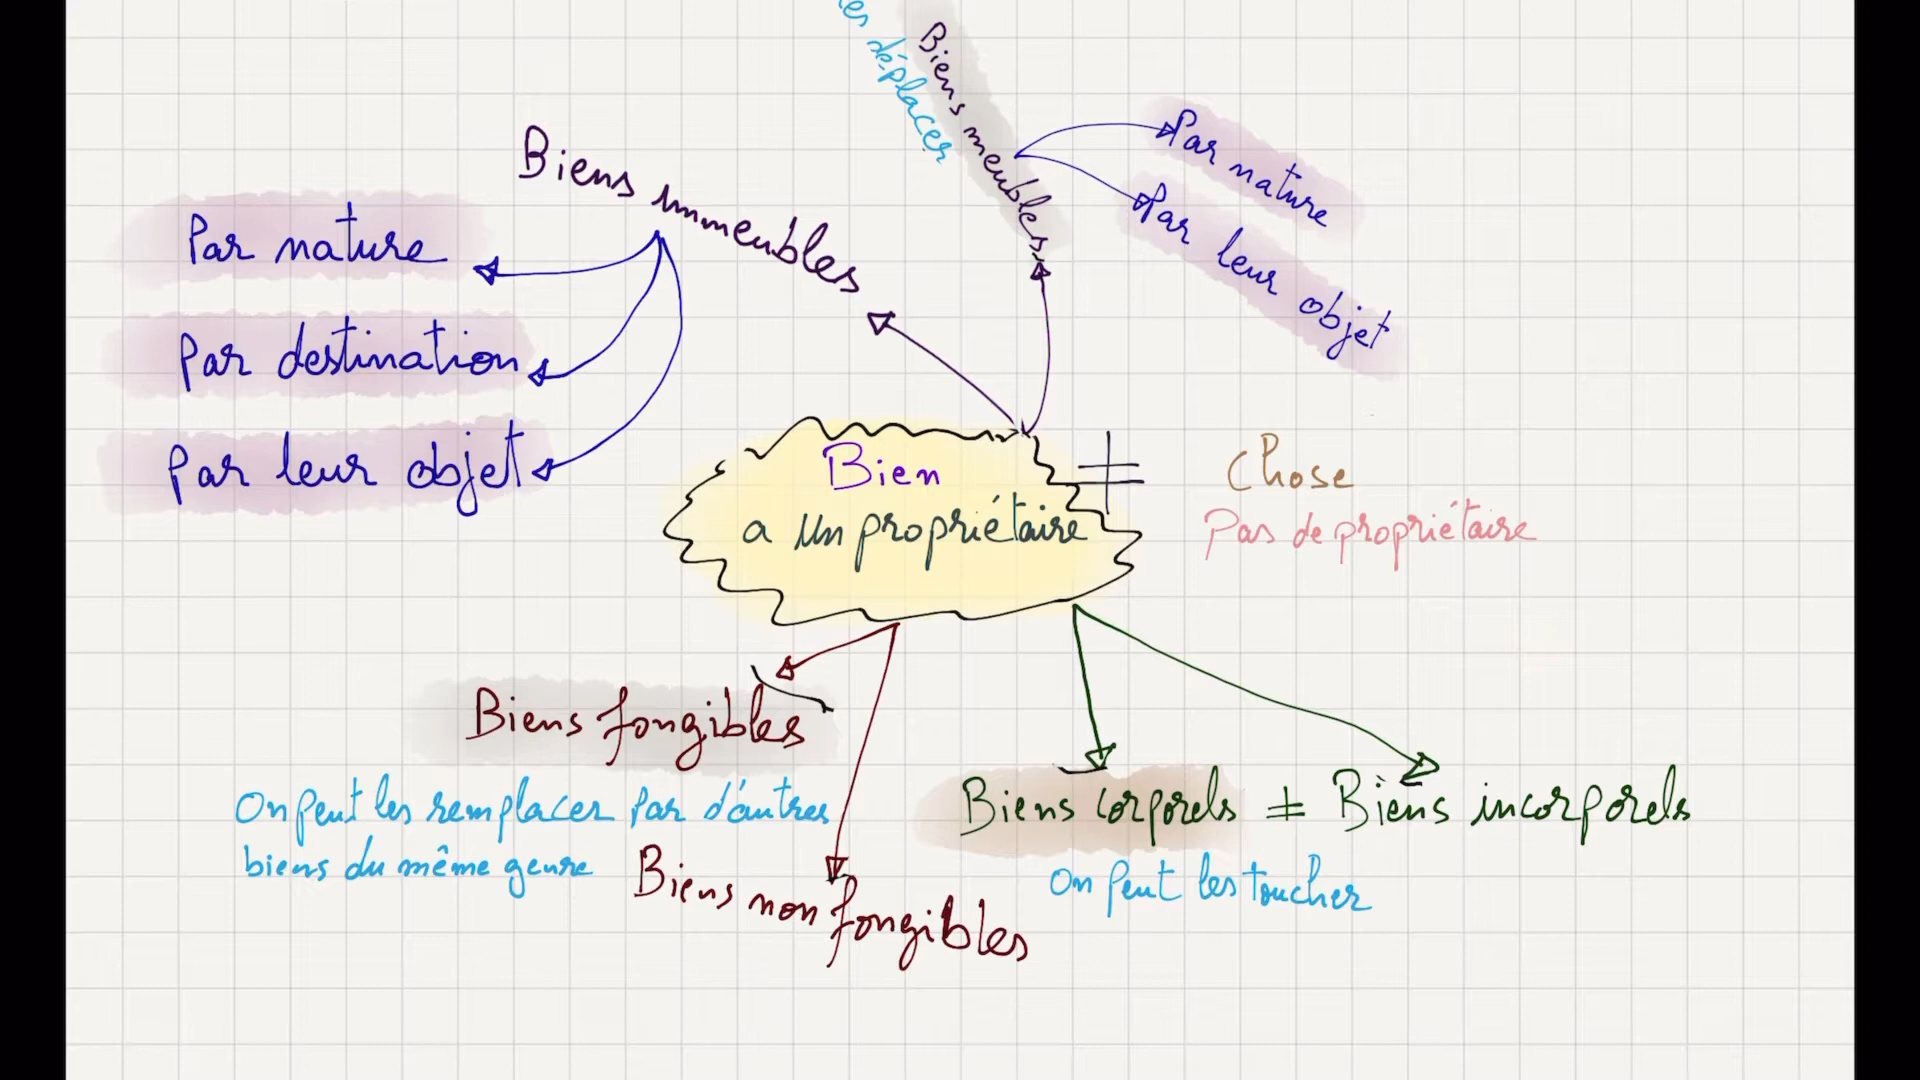 es déplacer
Biens meubles
Par nature
Par leur objet
Biens immeubles
Par nature
Par destination
Par leur objet
Bien
a un propriétaire
≠
Chose
Pas de propriétaire
Biens fongibles
On peut les remplacer par d'autres
biens du même genre
Biens non fongibles
Biens corporels ≠ Biens incorporels
On peut les toucher